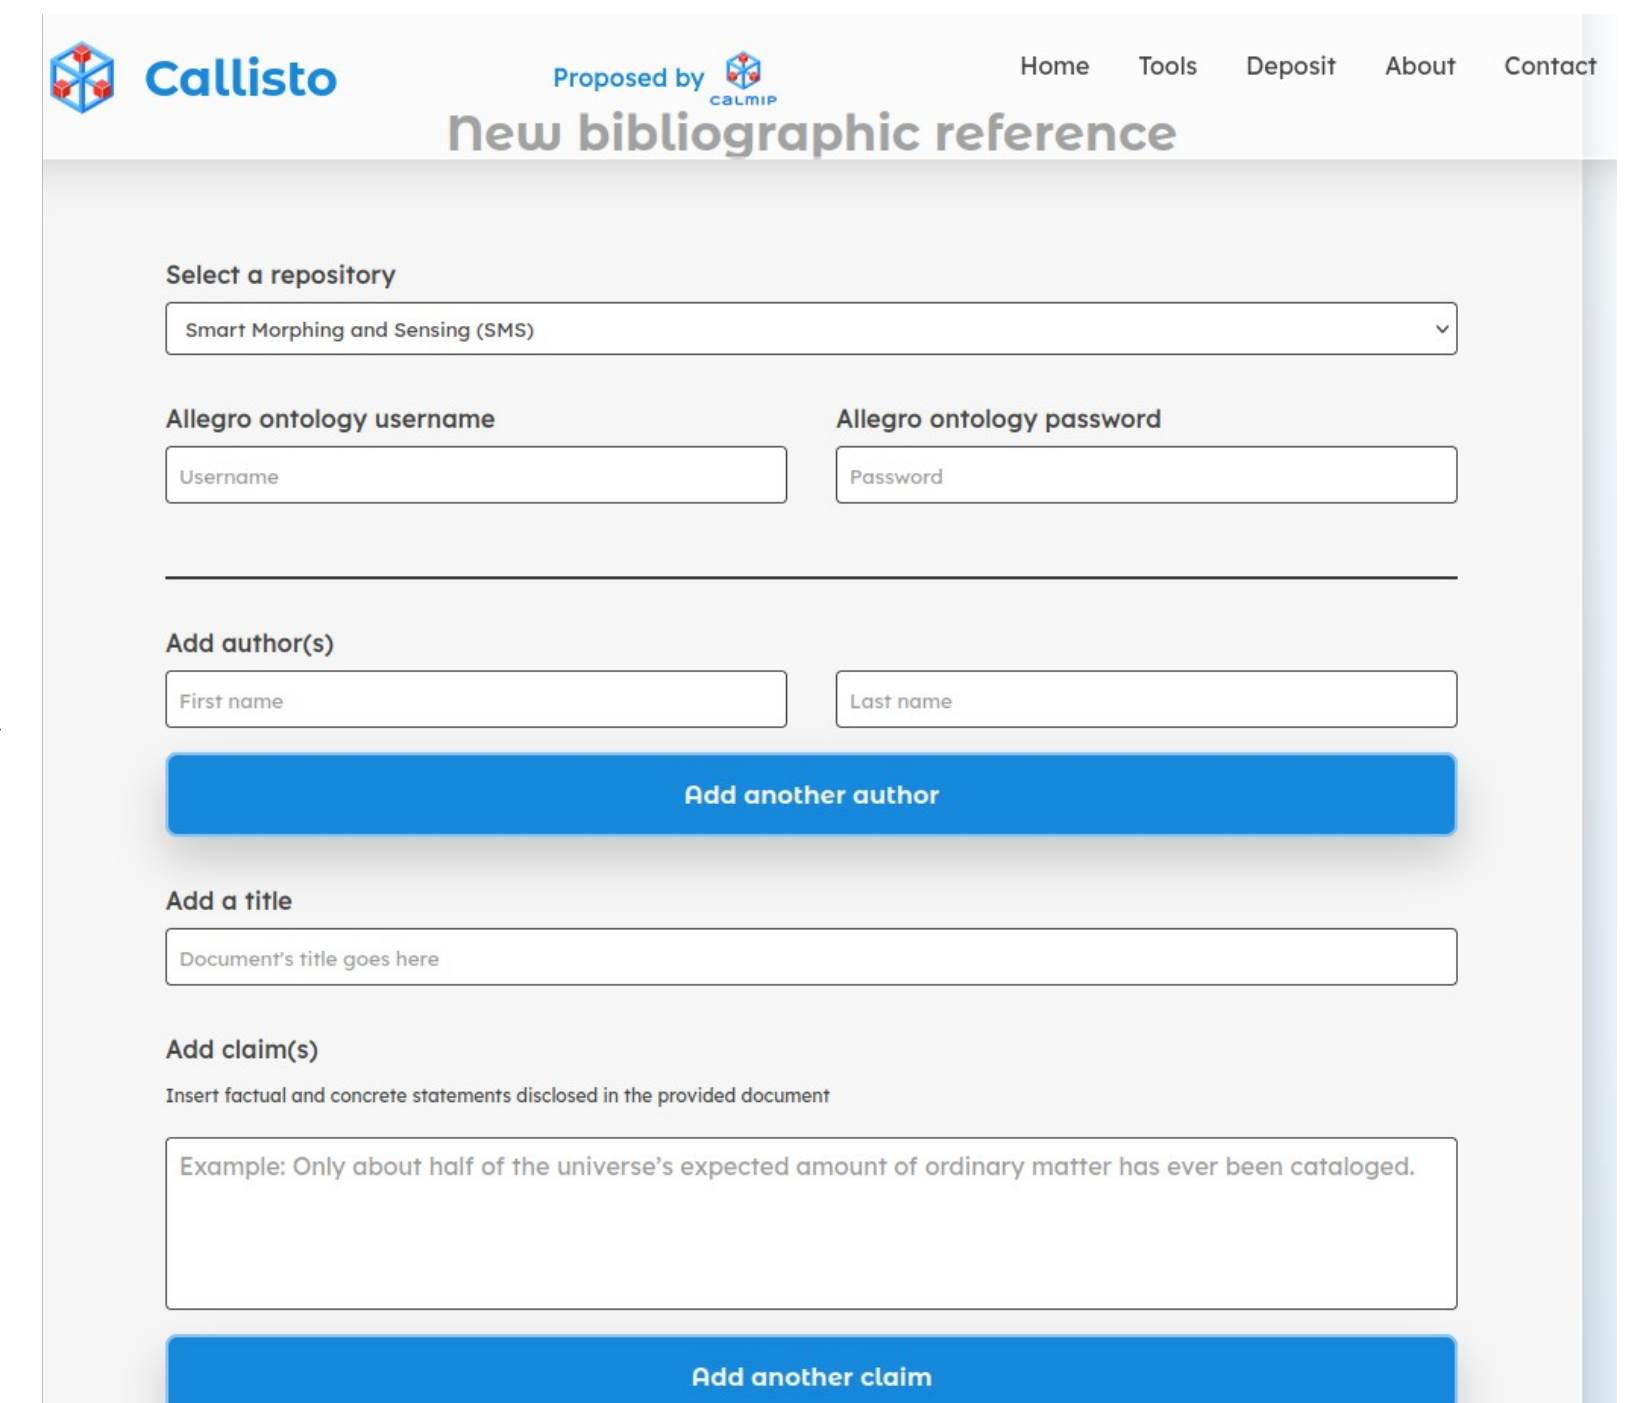 Callisto
Proposed by
CALMIP
Home Tools Deposit About Contact
New bibliographic reference
Select a repository
Smart Morphing and Sensing (SMS)
Allegro ontology username Allegro ontology password
Username Password
Add author(s)
First name Last name
Add another author
Add a title
Document's title goes here
Add claim(s)
Insert factual and concrete statements disclosed in the provided document
Example: Only about half of the universe’s expected amount of ordinary matter has ever been cataloged.
Add another claim